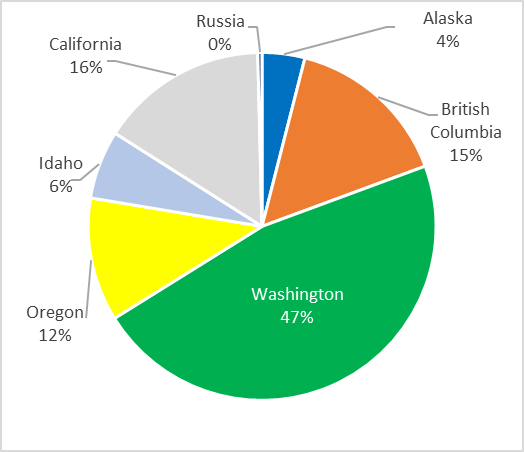 Russia
0%
Alaska
4%
California
16%
British
Columbia
15%
Idaho
6%
Washington
47%
Oregon
12%